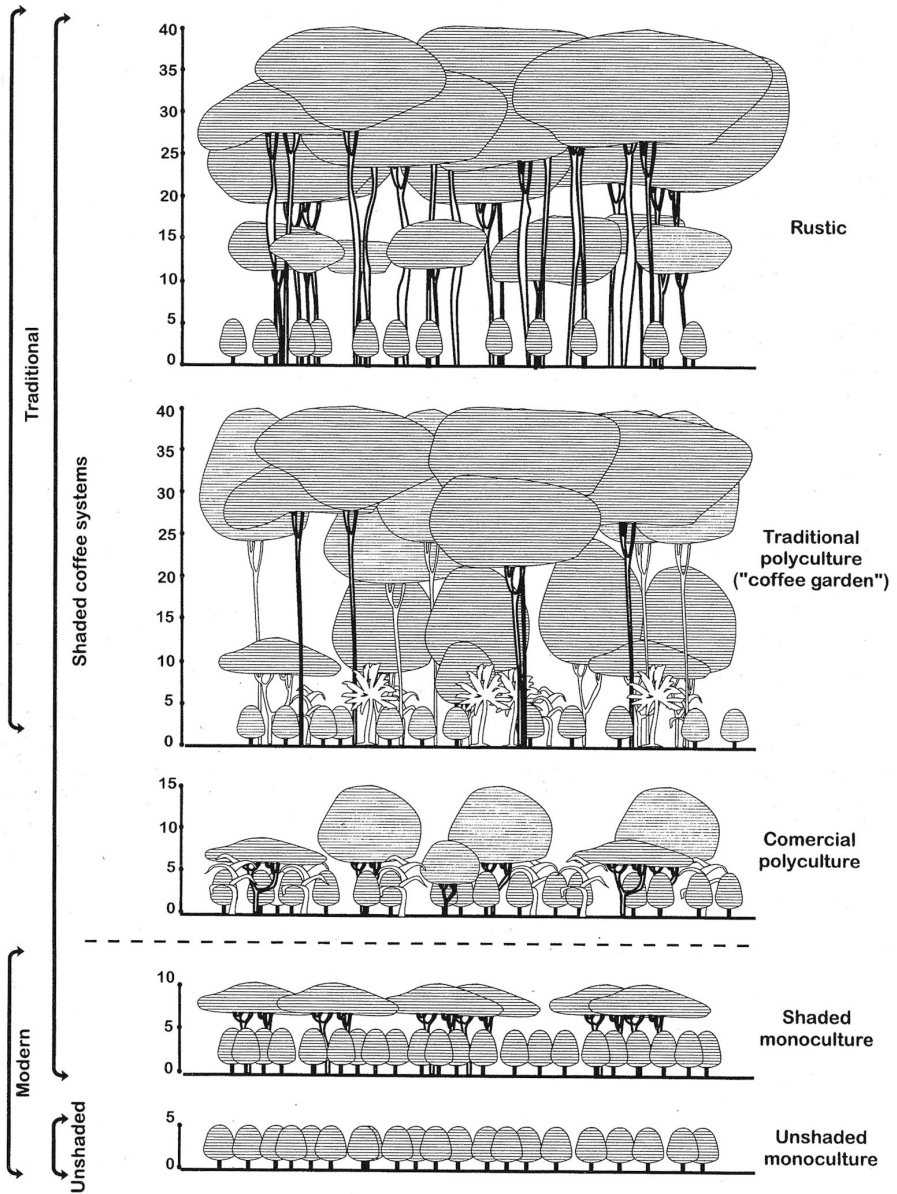 Traditional
Shaded coffee systems
40
35
30
25
20
15
10
5
0
Rustic
40
35
30
25
20
15
10
5
0
Traditional
polyculture
("coffee garden")
15
10
5
0
Comercial
polyculture
Modern
10
5
0
Shaded
monoculture
Unshaded
5
0
Unshaded
monoculture